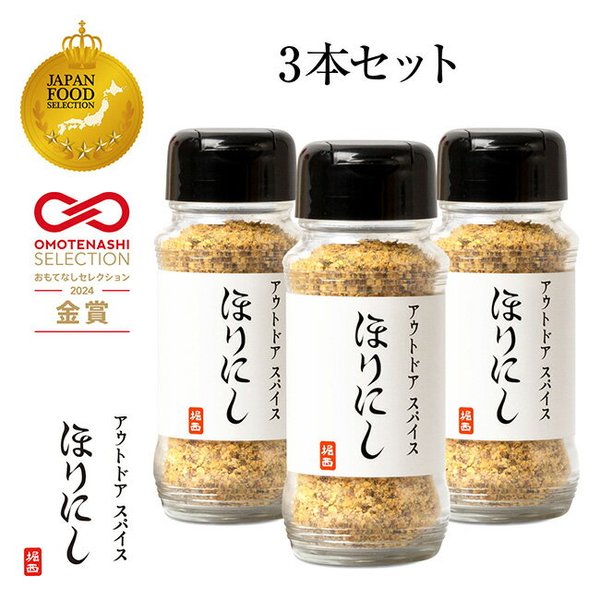 3本セット
JAPAN
FOOD
SELECTION
OMOTENASHI
SELECTION
おもてなしセレクション
2024
金賞
アウトドア スパイス
ほりにし
堀西
アウトドア スパイス
ほりにし
堀西
アウトドア スパイス
ほりにし
堀西
アウトドア スパイス
ほりにし
堀西